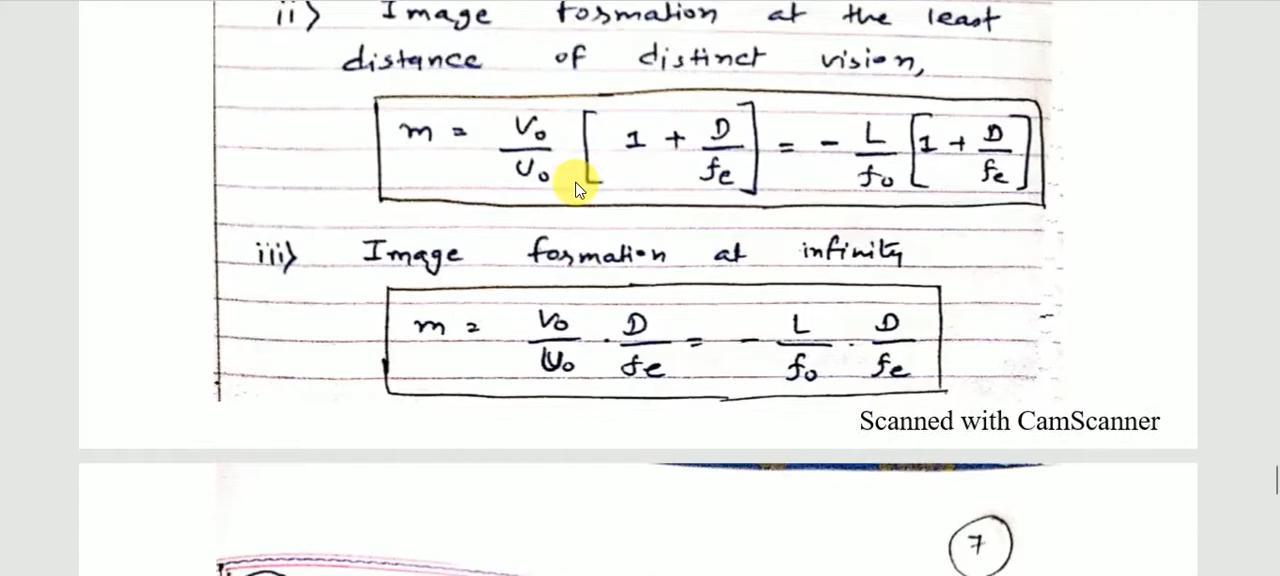 ii) Image formation at the least
distance of distinct vision,
m = V₀/U₀ [1 + D/fe] = - L/f₀ [1 + D/fe]
iii) Image formation at infinity
m = V₀/U₀ . D/fe = - L/f₀ . D/fe
Scanned with CamScanner
7